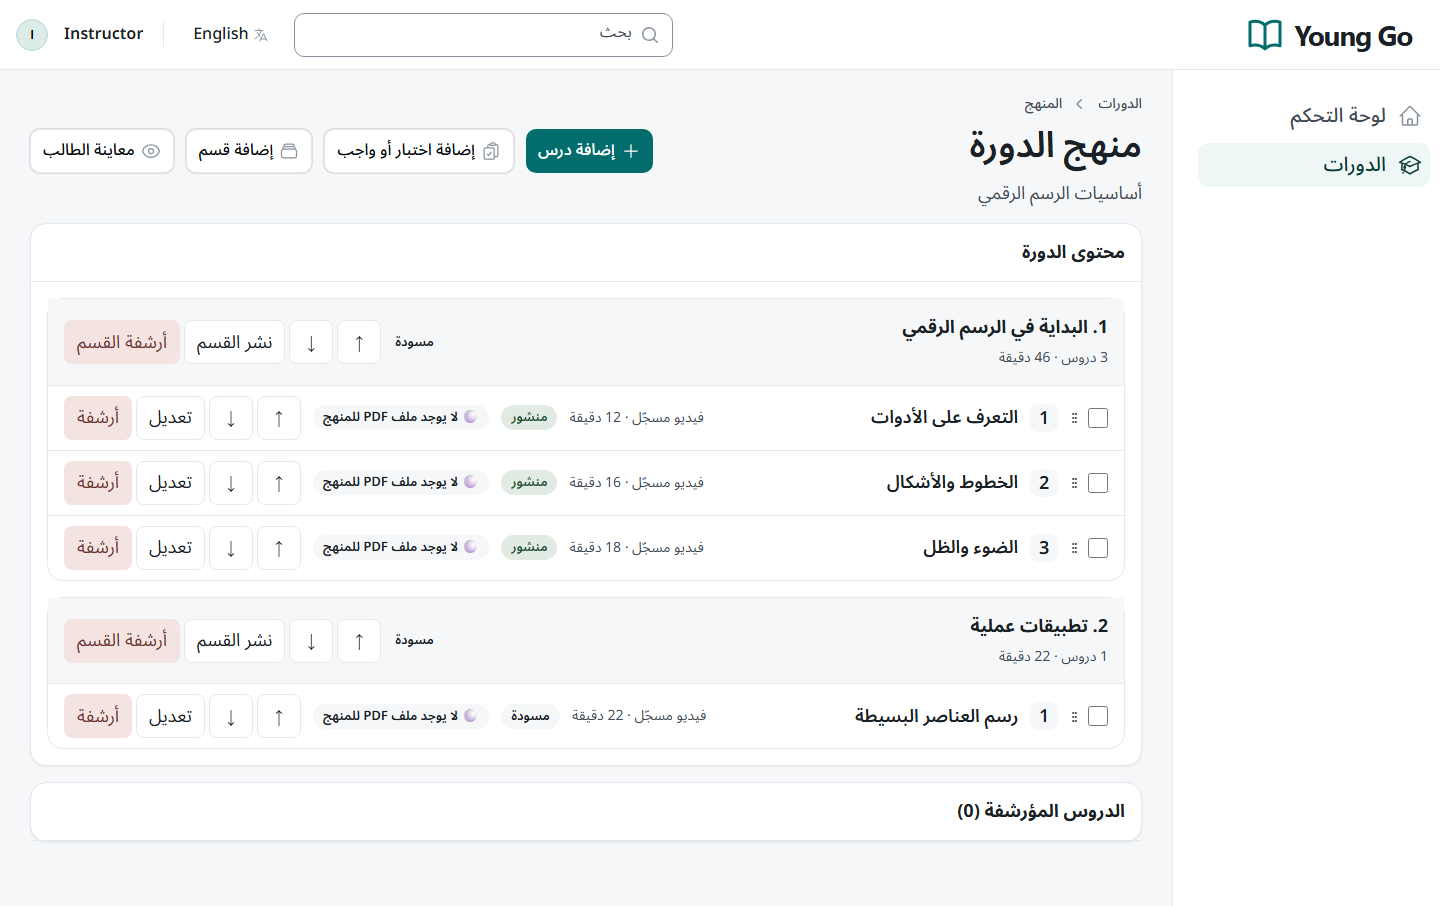 Young Go
بحث
English
Instructor
I
لوحة التحكم
الدورات
الدورات
المنهج
منهج الدورة
أساسيات الرسم الرقمي
إضافة درس
إضافة اختبار أو واجب
إضافة قسم
معاينة الطالب
محتوى الدورة
1. البداية في الرسم الرقمي
3 دروس · 46 دقيقة
مسودة
↑
↓
نشر القسم
أرشفة القسم
1 التعرف على الأدوات فيديو مسجّل · 12 دقيقة منشور لا يوجد ملف PDF للمنهج ↑ ↓ تعديل أرشفة
2 الخطوط والأشكال فيديو مسجّل · 16 دقيقة منشور لا يوجد ملف PDF للمنهج ↑ ↓ تعديل أرشفة
3 الضوء والظل فيديو مسجّل · 18 دقيقة منشور لا يوجد ملف PDF للمنهج ↑ ↓ تعديل أرشفة
2. تطبيقات عملية
1 دروس · 22 دقيقة
مسودة
↑
↓
نشر القسم
أرشفة القسم
1 رسم العناصر البسيطة فيديو مسجّل · 22 دقيقة مسودة لا يوجد ملف PDF للمنهج ↑ ↓ تعديل أرشفة
الدروس المؤرشفة (0)